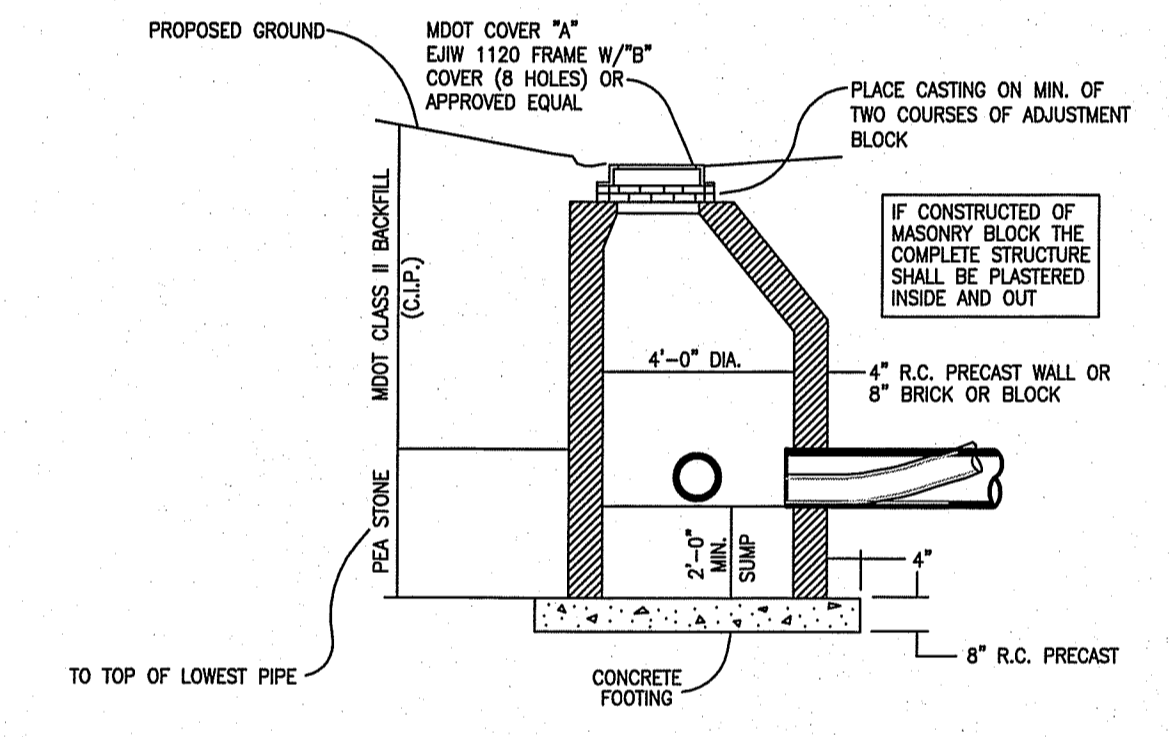 PROPOSED GROUND
MDOT COVER "A"
EJIW 1120 FRAME W/"B"
COVER (8 HOLES) OR
APPROVED EQUAL
PLACE CASTING ON MIN. OF
TWO COURSES OF ADJUSTMENT
BLOCK
IF CONSTRUCTED OF
MASONRY BLOCK THE
COMPLETE STRUCTURE
SHALL BE PLASTERED
INSIDE AND OUT
MDOT CLASS II BACKFILL
(C.I.P.)
4'-0" DIA.
4" R.C. PRECAST WALL OR
8" BRICK OR BLOCK
PEA STONE
2'-0"
MIN.
SUMP
4"
8" R.C. PRECAST
TO TOP OF LOWEST PIPE
CONCRETE
FOOTING